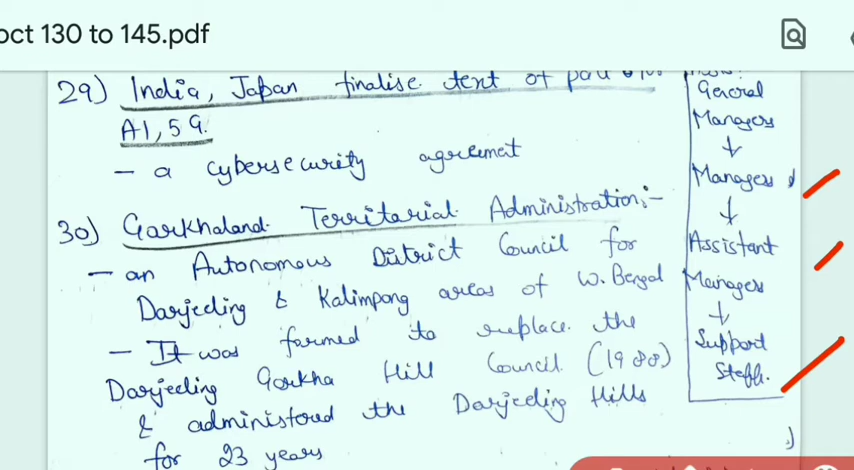 oct 130 to 145.pdf
29) India, Japan finalise text of
AI, 5G.
- a cybersecurity agreement
30) Gorkhaland Territorial Administration:-
- an Autonomous District Council for
Darjeeling & Kalimpong areas of W. Bengal
- It was formed to replace the
Darjeeling Gorkha Hill Council (1988)
& administered the Darjeeling Hills
for 23 years
General
Managers
↓
Managers
↓
Assistant
Managers
↓
Support
Staff.